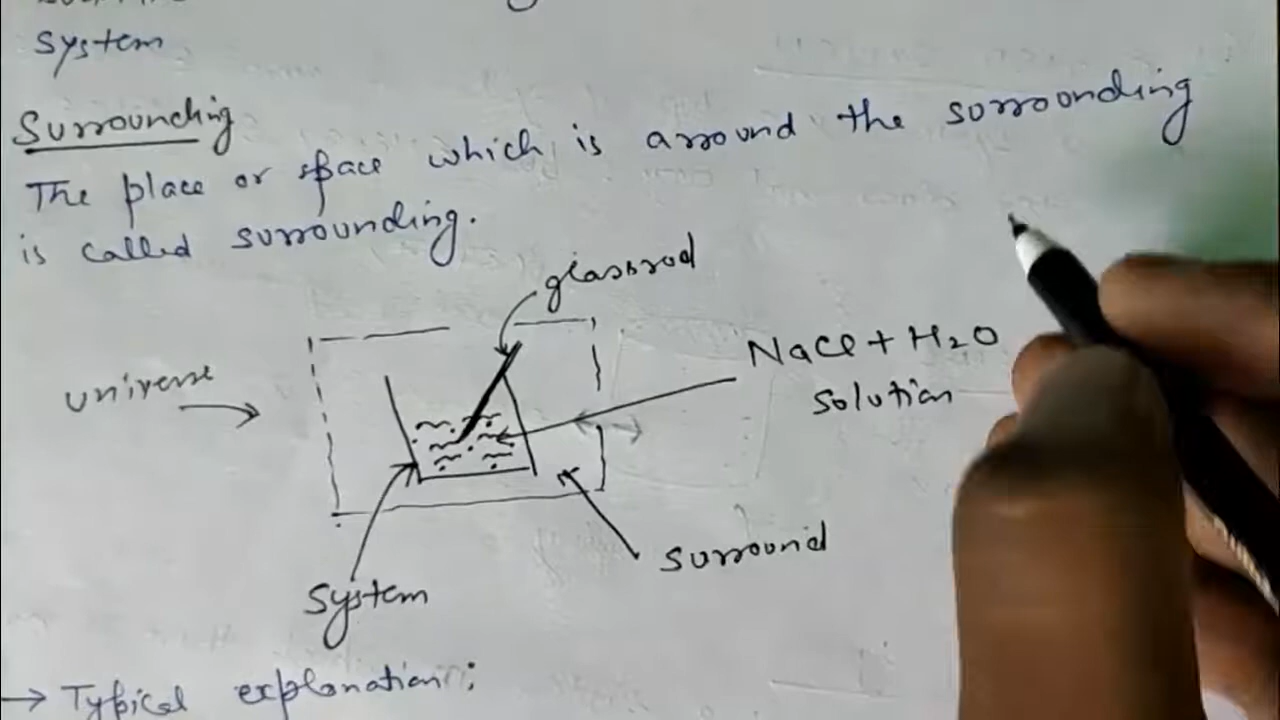 system
Surrounding
The place or space which is arround the surrounding
is called surrounding.
glassrod
universe
NaCl + H2O
solution
surround
system
→ Typical explanation;